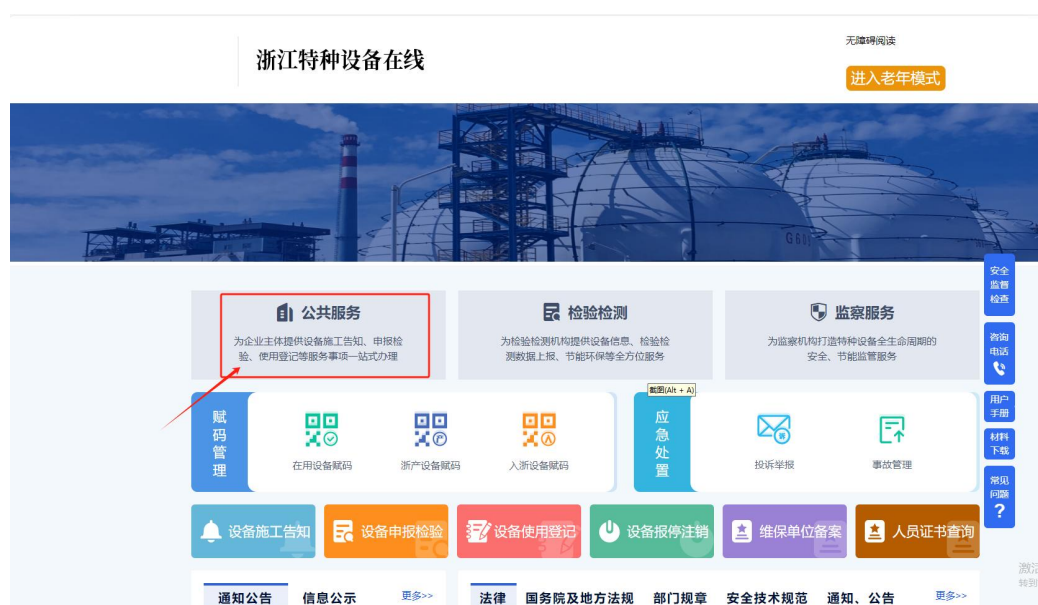 无障碍阅读
浙江特种设备在线
进入老年模式
G605
安全
监督
检查
公共服务
检验检测
监察服务
为企业主体提供设备施工告知、申报检
验、使用登记等服务事项一站式办理
为检验检测机构提供设备信息、检验检
测数据上报、节能环保等全方位服务
为监察机构打造特种设备全生命周期的
安全、节能监管服务
咨询
电话
截图(Alt + A)
用户
手册
赋
码
管
理
在用设备赋码
浙产设备赋码
入浙设备赋码
应
急
处
置
诉
投诉举报
事故管理
材料
下载
常见
问题
?
设备施工告知
设备申报检验
设备使用登记
设备报停注销
维保单位备案
人员证书查询
激活
转到
通知公告
信息公示
更多>>
法律
国务院及地方法规
部门规章
安全技术规范
通知、公告
更多>>